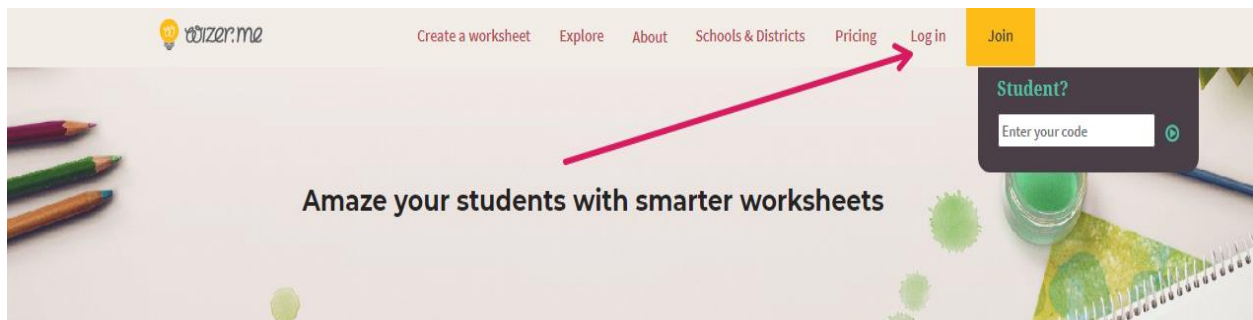 wizer.me
Create a worksheet Explore About Schools & Districts Pricing Log in Join
Student?
Enter your code
Amaze your students with smarter worksheets